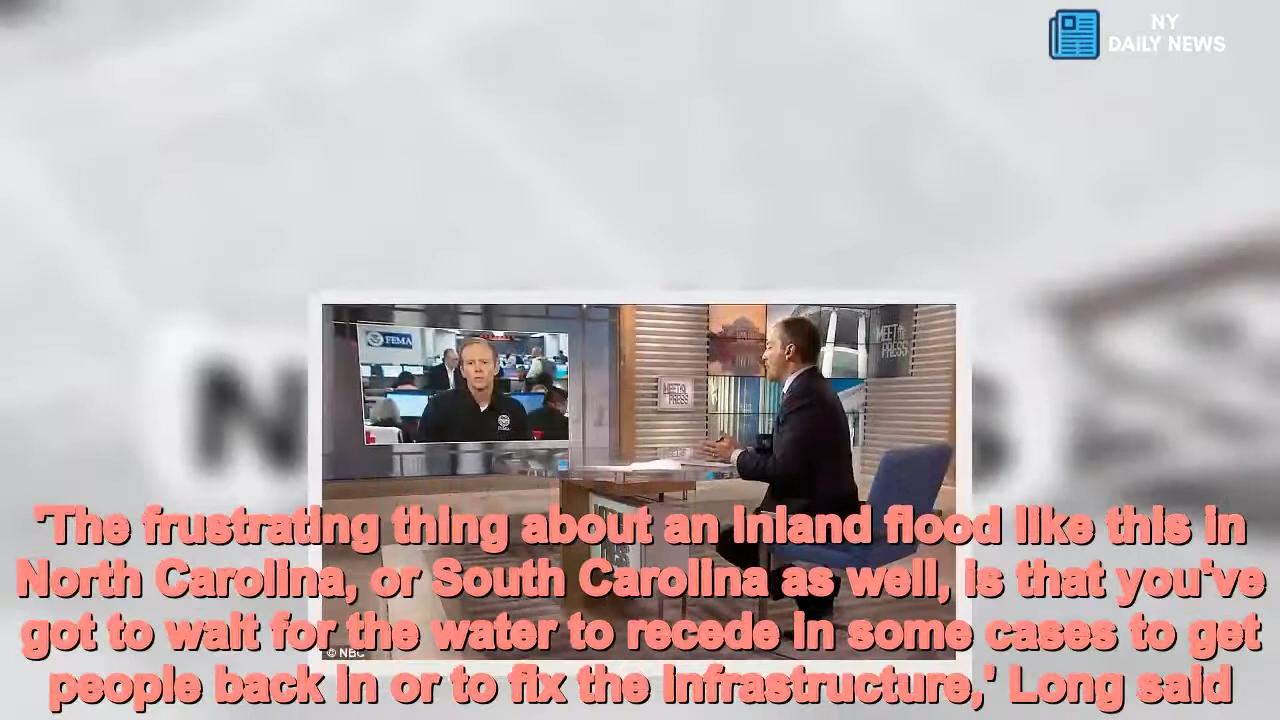 NY
DAILY NEWS
FEMA
MEET the
PRESS
MEET the
PRESS
© NBC
'The frustrating thing about an inland flood like this in
North Carolina, or South Carolina as well, is that you've
got to wait for the water to recede in some cases to get
people back in or to fix the infrastructure,' Long said